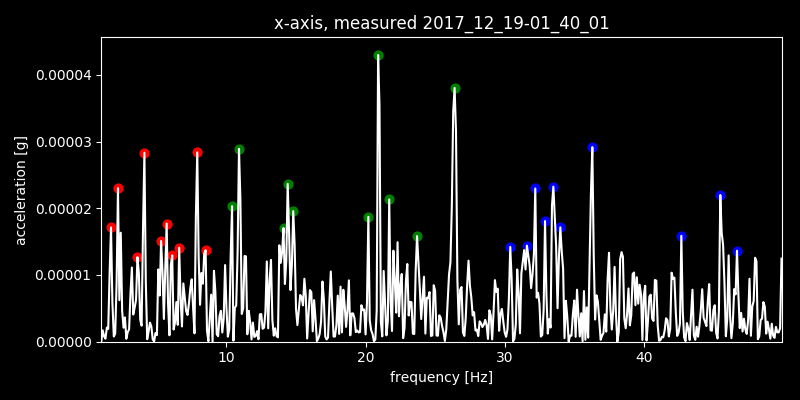 x-axis, measured 2017_12_19-01_40_01
acceleration [g]
0.00004
0.00003
0.00002
0.00001
0.00000
10 20 30 40
frequency [Hz]